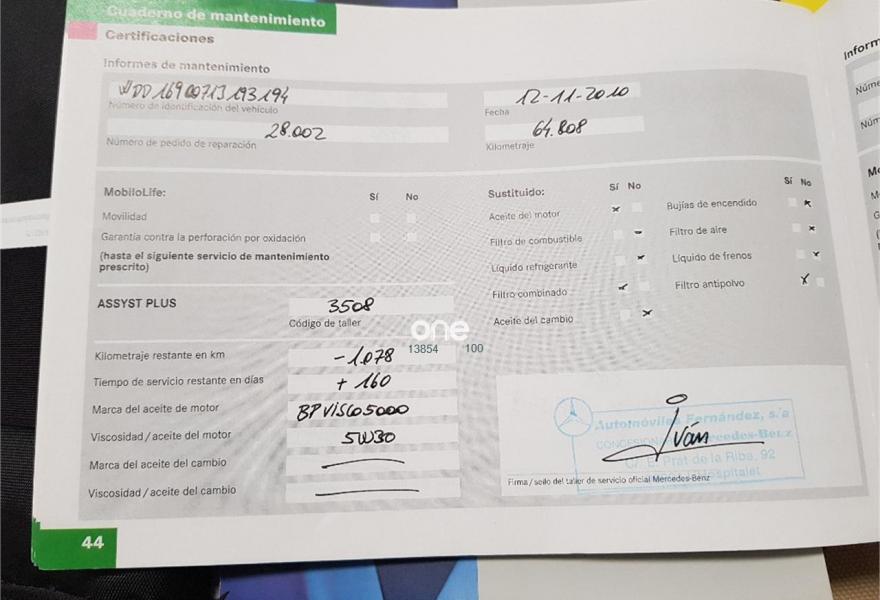 Cuaderno de mantenimiento
Certificaciones
Informes de mantenimiento
WDD1690071J193194
Número de identificación del vehículo
12-11-2010
Fecha
28.002
Número de pedido de reparación
64.808
Kilometraje
MobiloLife: Sí No
Movilidad
Garantía contra la perforación por oxidación
(hasta el siguiente servicio de mantenimiento
prescrito)
Sustituido: Sí No
Aceite del motor x
Filtro de combustible
Líquido refrigerante
Filtro combinado
Aceite del cambio x
Sí No
Bujías de encendido x
Filtro de aire x
Líquido de frenos x
Filtro antipolvo x
ASSYST PLUS
3508
Código de taller
one
13854 100
Kilometraje restante en km -1.078
Tiempo de servicio restante en días + 160
Marca del aceite de motor BP VISCO5000
Viscosidad / aceite del motor 5W30
Marca del aceite del cambio —
Viscosidad / aceite del cambio —
Automóviles Fernández, s/a
Mercedes-Benz
Prat de la Riba, 92
Hospitalet
Iván
Firma / sello del taller de servicio oficial Mercedes-Benz
44
Inform
Núme
Núm